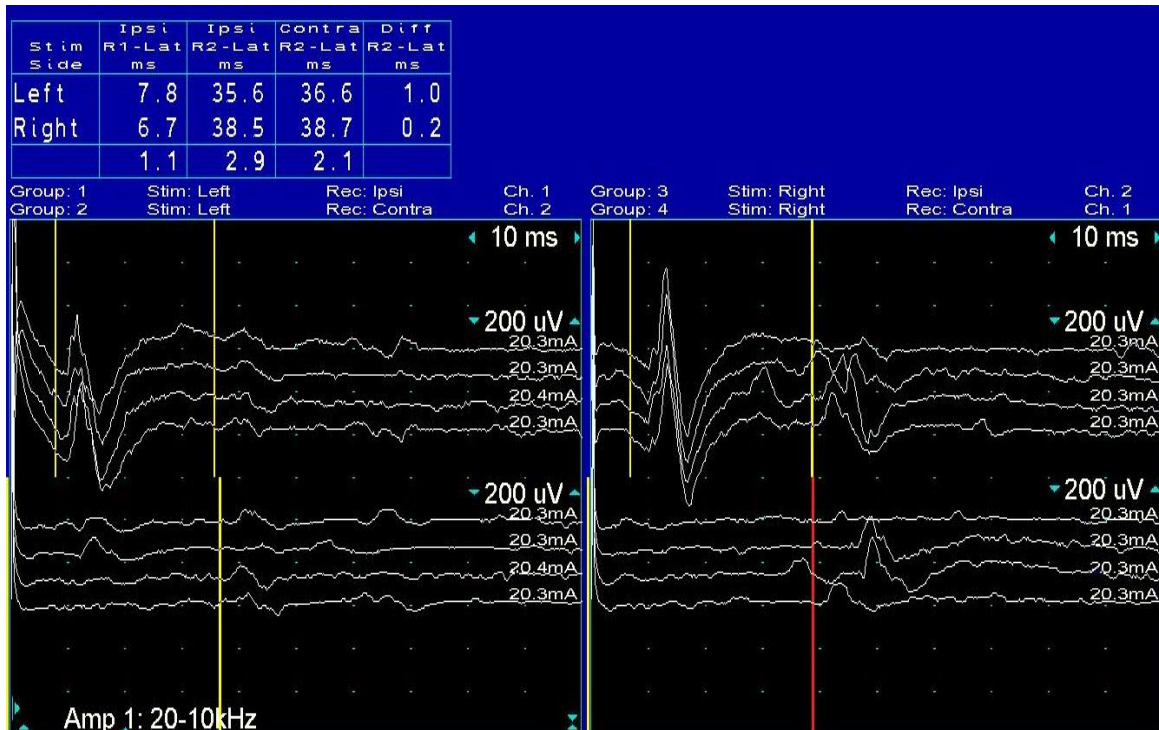 Ipsi Ipsi Contra Diff
Stim R1-Lat R2-Lat R2-Lat R2-Lat
Side ms ms ms ms
Left 7.8 35.6 36.6 1.0
Right 6.7 38.5 38.7 0.2
1.1 2.9 2.1
Group: 1 Stim: Left Rec: Ipsi Ch. 1
Group: 2 Stim: Left Rec: Contra Ch. 2
10 ms
200 uV
20.3mA
20.3mA
20.4mA
20.3mA
200 uV
20.3mA
20.3mA
20.4mA
20.3mA
Amp 1: 20-10kHz
Group: 3 Stim: Right Rec: Ipsi Ch. 2
Group: 4 Stim: Right Rec: Contra Ch. 1
10 ms
200 uV
20.3mA
20.3mA
20.3mA
20.3mA
200 uV
20.3mA
20.3mA
20.3mA
20.3mA